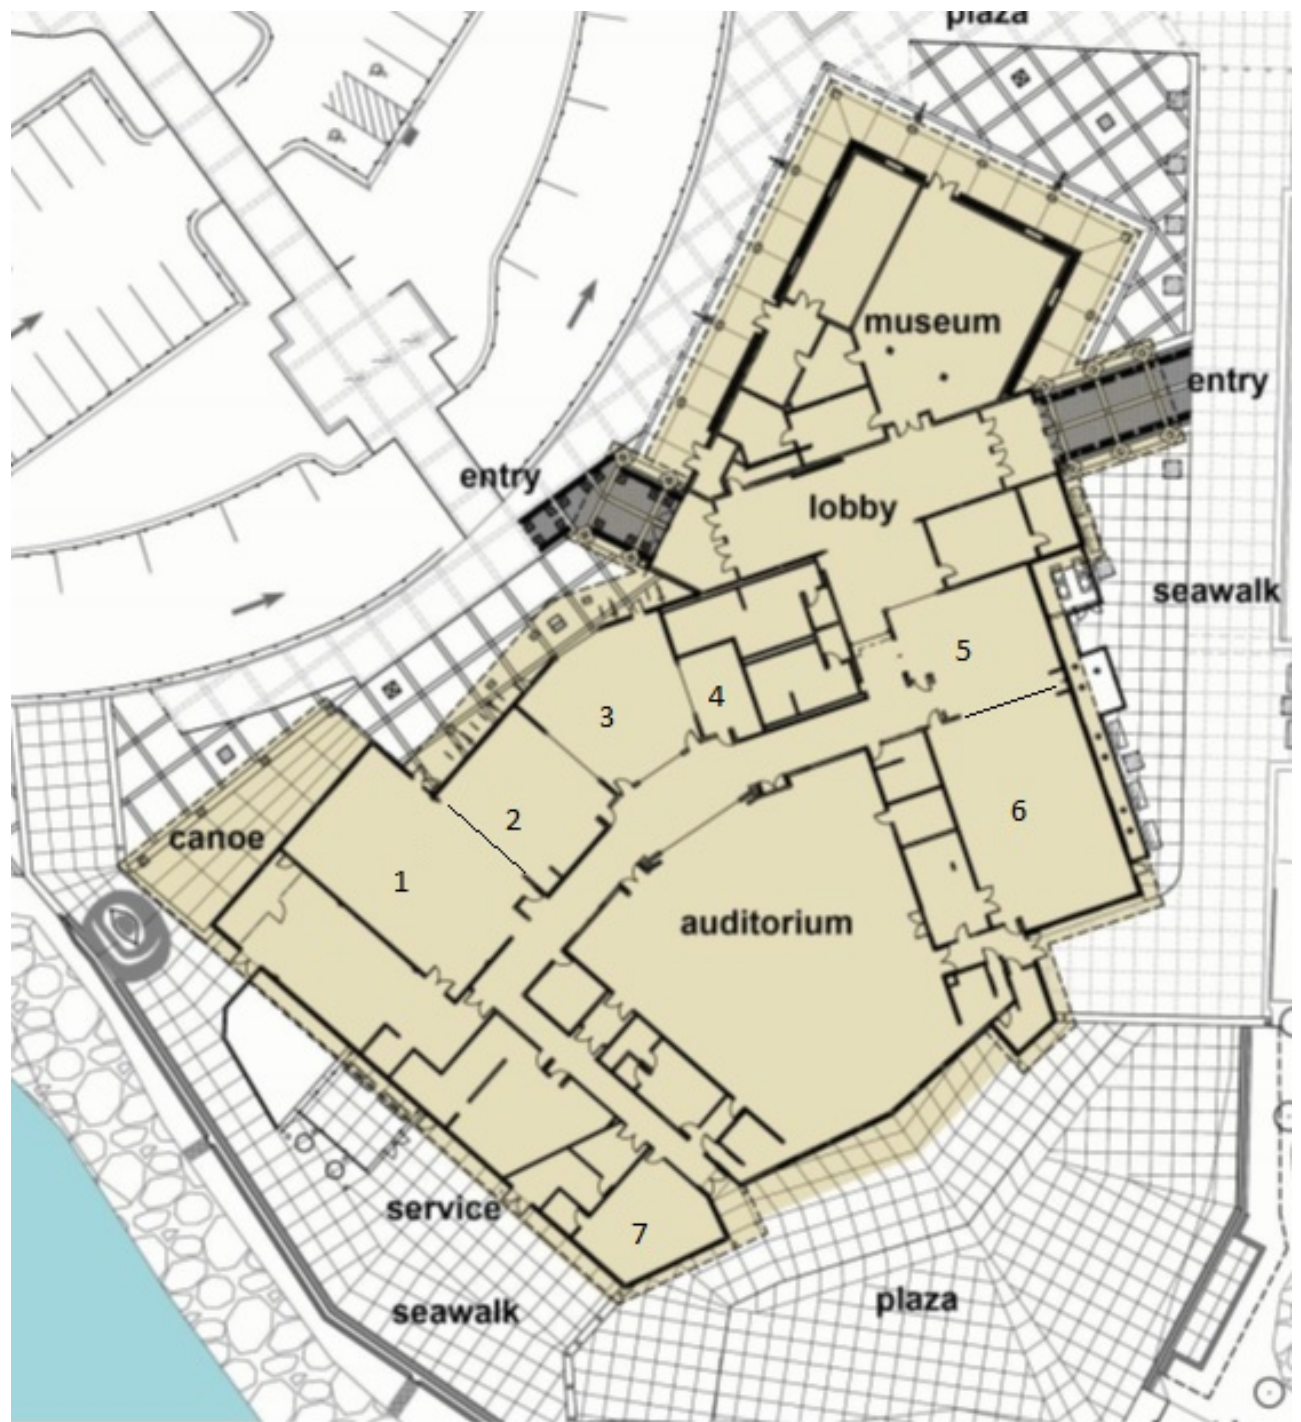 plaza
museum
entry
entry
lobby
seawalk
5
4
3
2
6
canoe
1
auditorium
service
7
plaza
seawalk